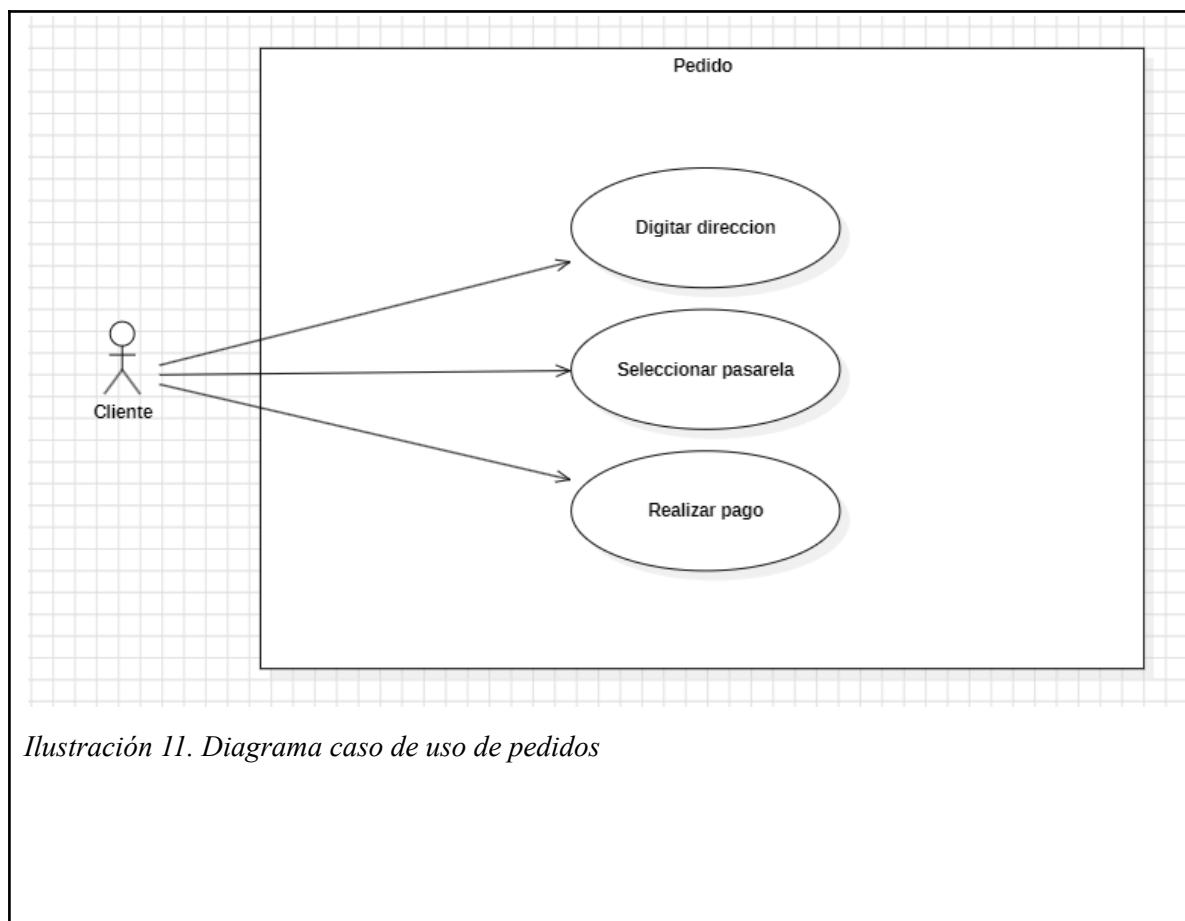 Pedido
Digitar direccion
Seleccionar pasarela
Cliente
Realizar pago
Ilustración 11. Diagrama caso de uso de pedidos